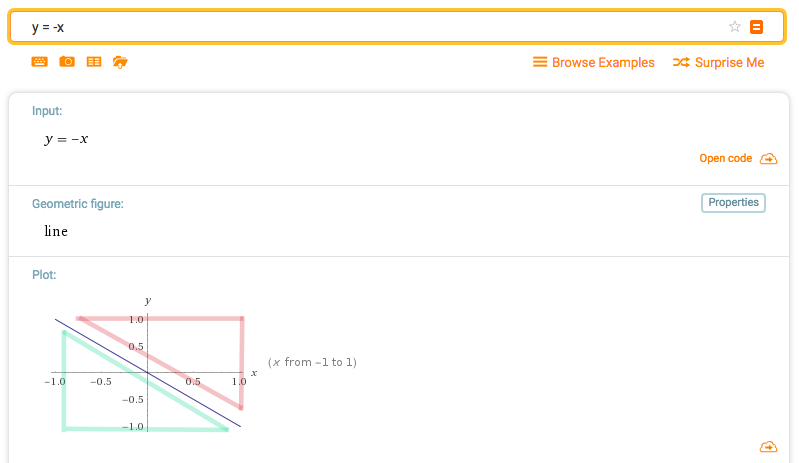 y = -x
Browse Examples
Surprise Me
Input:
y = −x
Open code
Geometric figure:
Properties
line
Plot:
y
1.0
0.5
(x from −1 to 1)
x
−1.0
−0.5
0.5
1.0
−0.5
−1.0